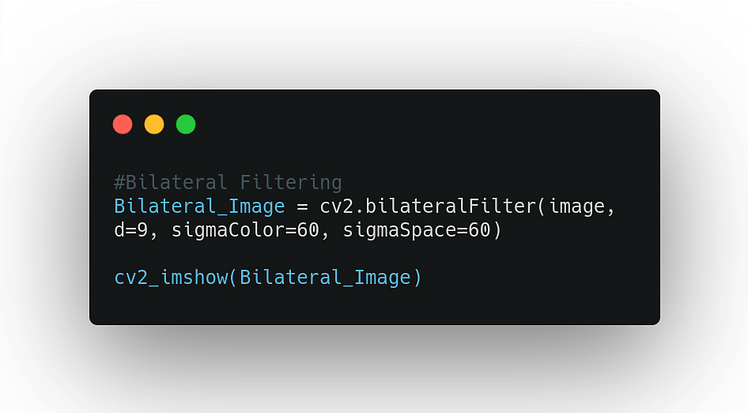 #Bilateral Filtering
Bilateral_Image = cv2.bilateralFilter(image,
d=9, sigmaColor=60, sigmaSpace=60)
cv2_imshow(Bilateral_Image)